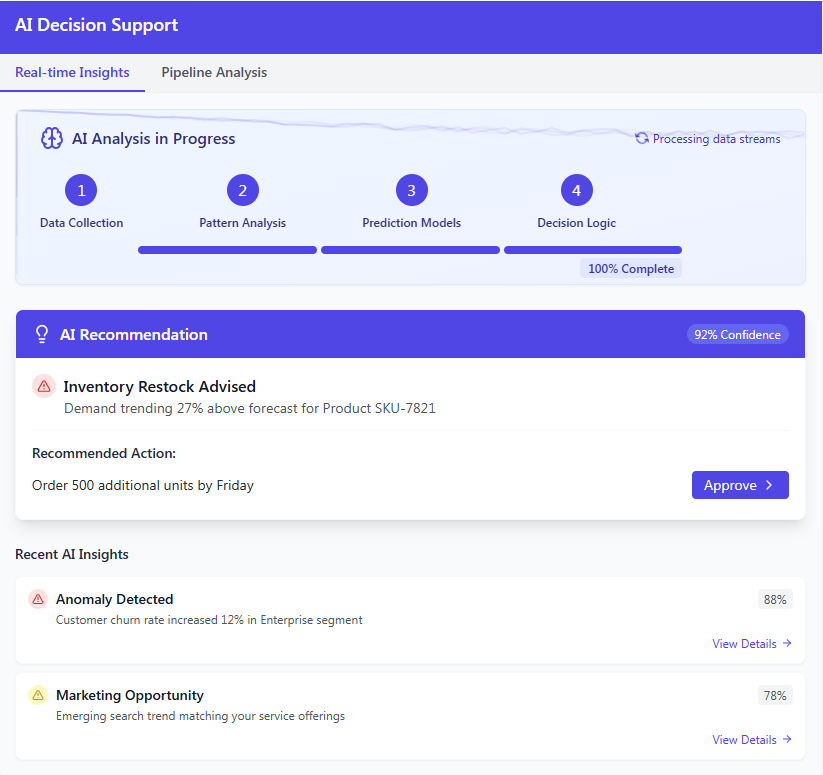 AI Decision Support
Real-time Insights
Pipeline Analysis
AI Analysis in Progress
Processing data streams
1
2
3
4
Data Collection
Pattern Analysis
Prediction Models
Decision Logic
100% Complete
AI Recommendation
92% Confidence
Inventory Restock Advised
Demand trending 27% above forecast for Product SKU-7821
Recommended Action:
Order 500 additional units by Friday
Approve
Recent AI Insights
Anomaly Detected
88%
Customer churn rate increased 12% in Enterprise segment
View Details
Marketing Opportunity
78%
Emerging search trend matching your service offerings
View Details